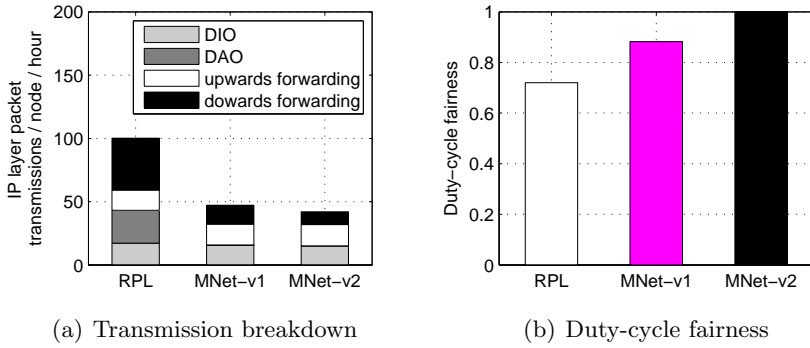 IP layer packet
transmissions / node / hour
200
150
100
50
0
DIO
DAO
upwards forwarding
dowards forwarding
RPL
MNet−v1
MNet−v2
(a) Transmission breakdown
Duty−cycle fairness
1
0.8
0.6
0.4
0.2
0
RPL
MNet−v1
MNet−v2
(b) Duty-cycle fairness